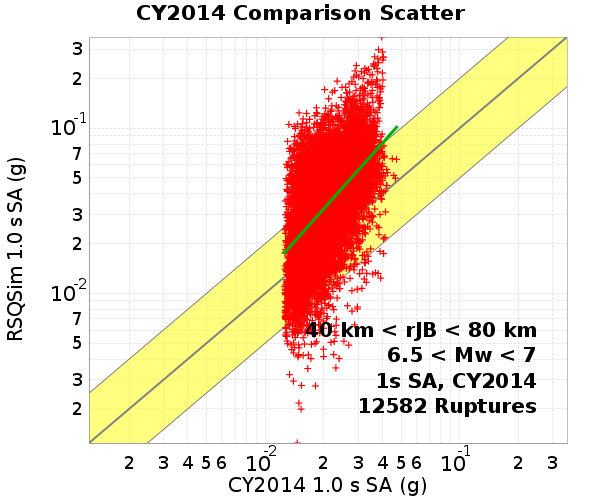 CY2014 Comparison Scatter
RSQSim 1.0 s SA (g)
3
2
10-1
7
5
3
2
10-2
7
5
3
2
40 km < rJB < 80 km
6.5 < Mw < 7
1s SA, CY2014
12582 Ruptures
2 3 4 5 6 10-2 2 3 4 5 6 10-1 2 3
CY2014 1.0 s SA (g)